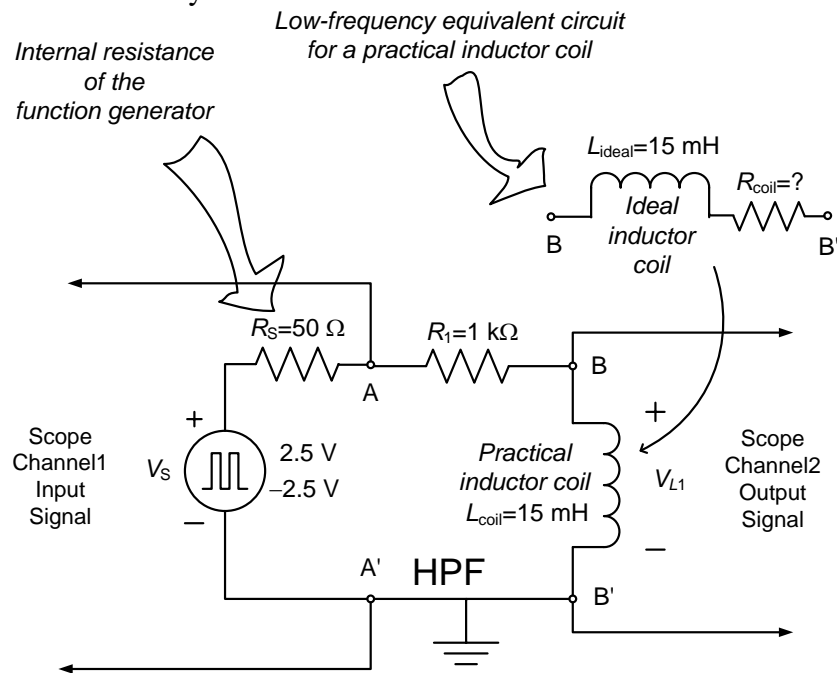 Low-frequency equivalent circuit
for a practical inductor coil
Internal resistance
of the
function generator
L_ideal=15 mH
R_coil=?
B
Ideal
inductor
coil
B'
R_S=50 Ω
R_1=1 kΩ
A
B
+
+
Scope
Channel1
Input
Signal
V_S
2.5 V
−2.5 V
−
Practical
inductor coil
L_coil=15 mH
V_L1
−
Scope
Channel2
Output
Signal
A'
HPF
B'